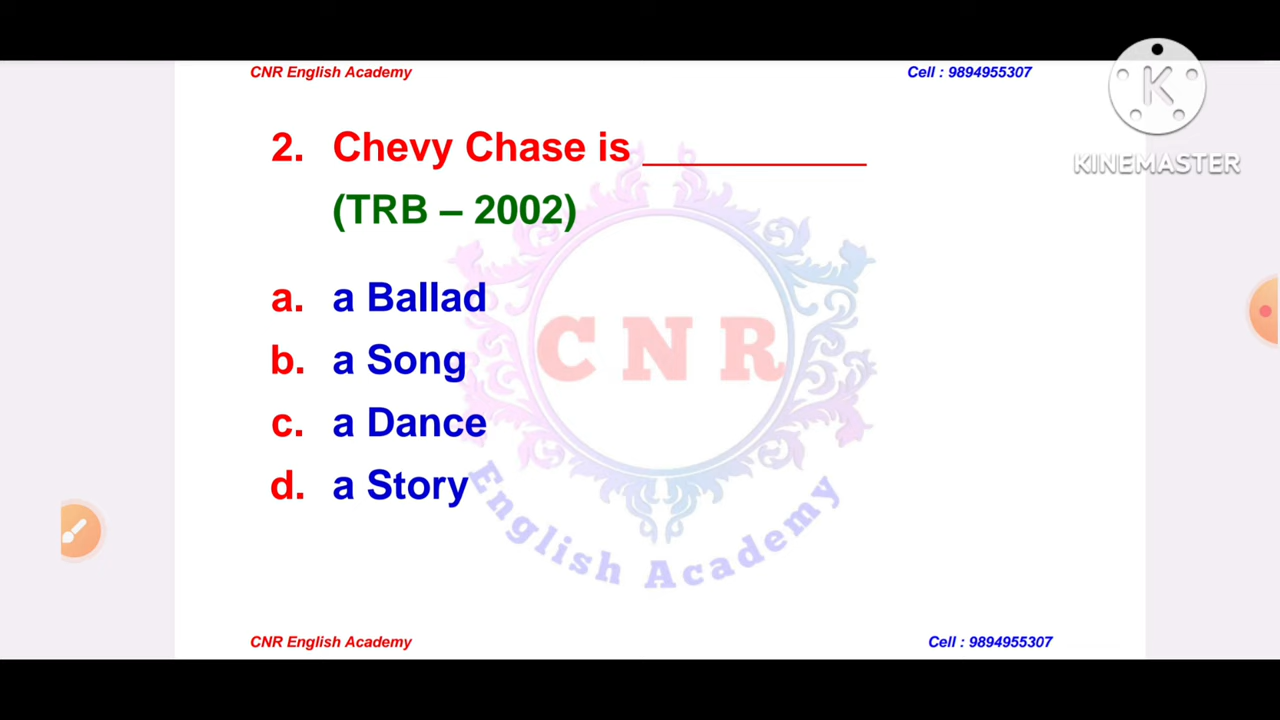 CNR English Academy Cell : 9894955307
K
KINEMASTER
2. Chevy Chase is ___________
(TRB – 2002)
a. a Ballad
b. a Song
c. a Dance
d. a Story
CNR
English Academy
CNR English Academy Cell : 9894955307